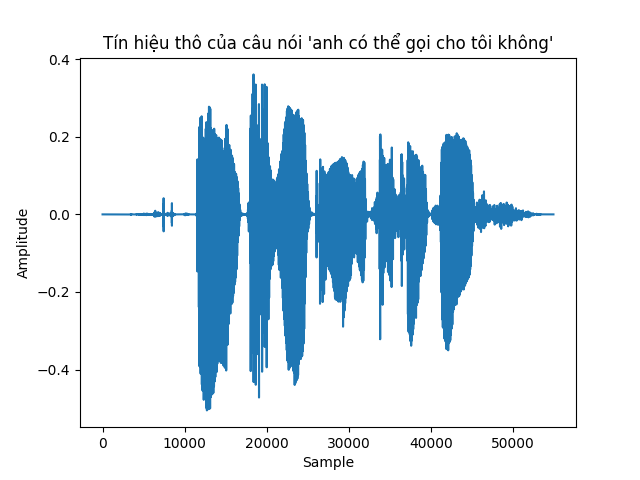 Tín hiệu thô của câu nói 'anh có thể gọi cho tôi không'
0.4
0.2
0.0
−0.2
−0.4
Amplitude
0 10000 20000 30000 40000 50000
Sample